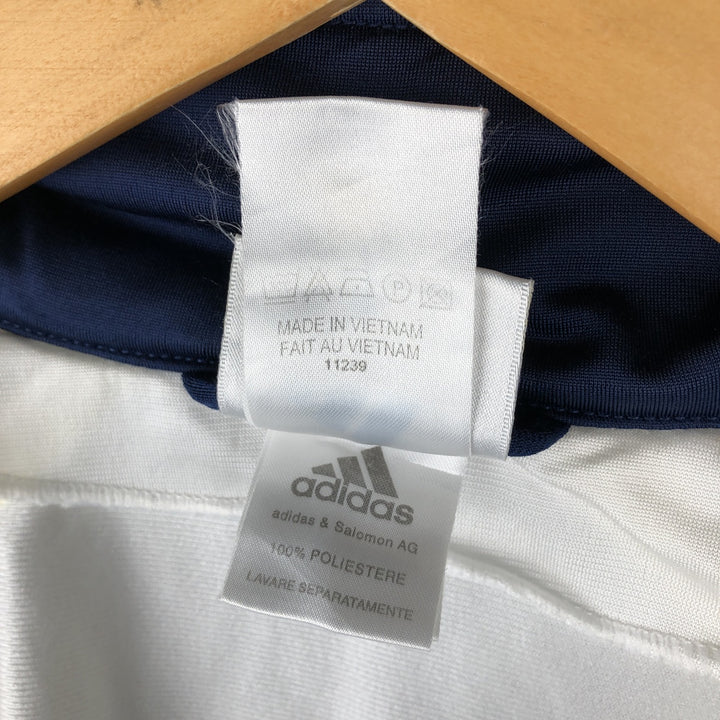 P
MADE IN VIETNAM
FAIT AU VIETNAM
11239
adidas
adidas & Salomon AG
100% POLIESTERE
LAVARE SEPARATAMENTE